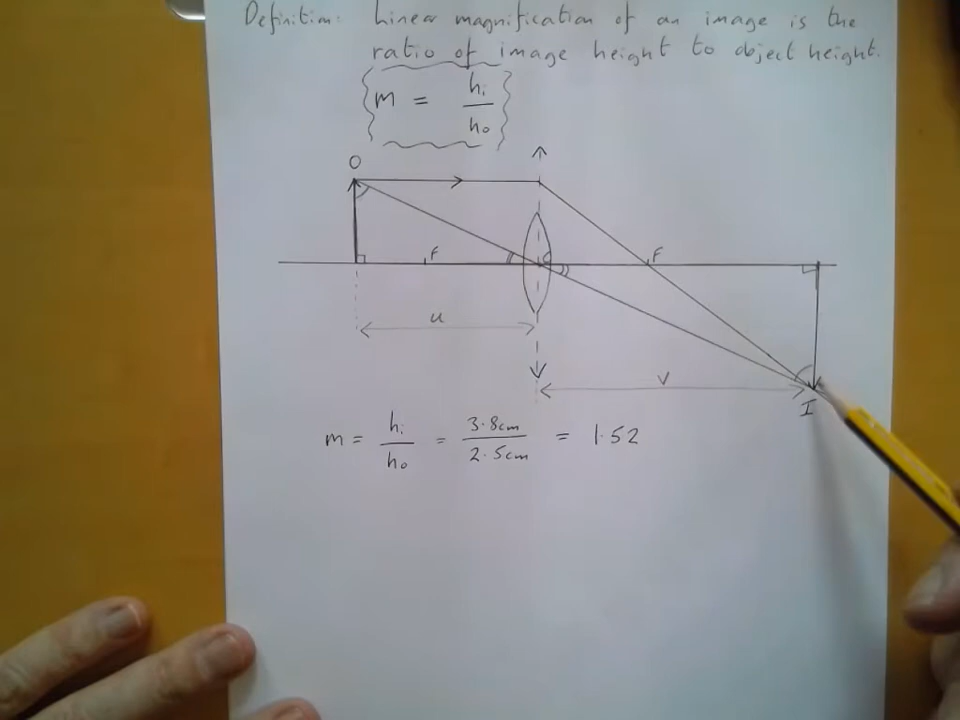 Definition: Linear magnification of an image is the
ratio of image height to object height.
m = hi/ho
O
F
F
u
v
I
m = hi/ho = 3.8cm/2.5cm = 1.52